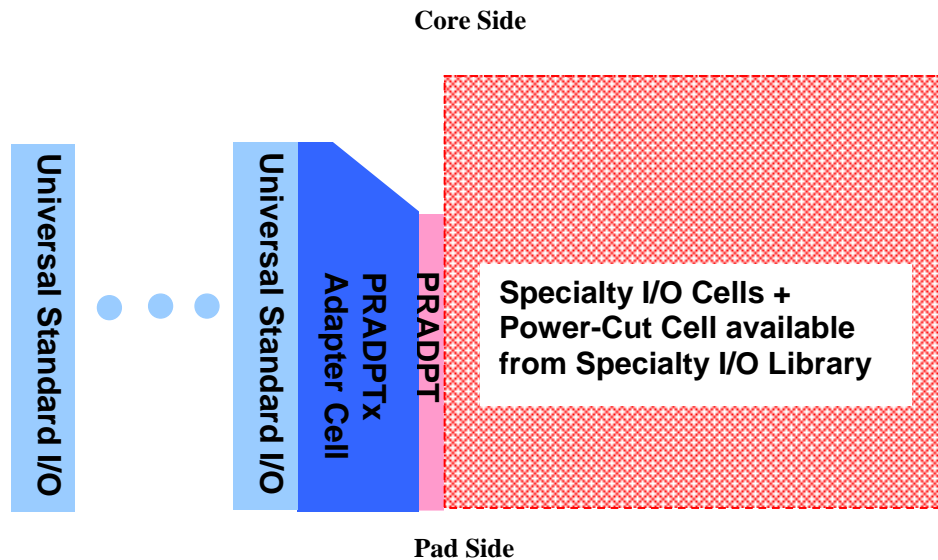 Core Side
Universal Standard I/O
Universal Standard I/O
PRADPTx
Adapter Cell
PRADPT
Specialty I/O Cells +
Power-Cut Cell available
from Specialty I/O Library
Pad Side